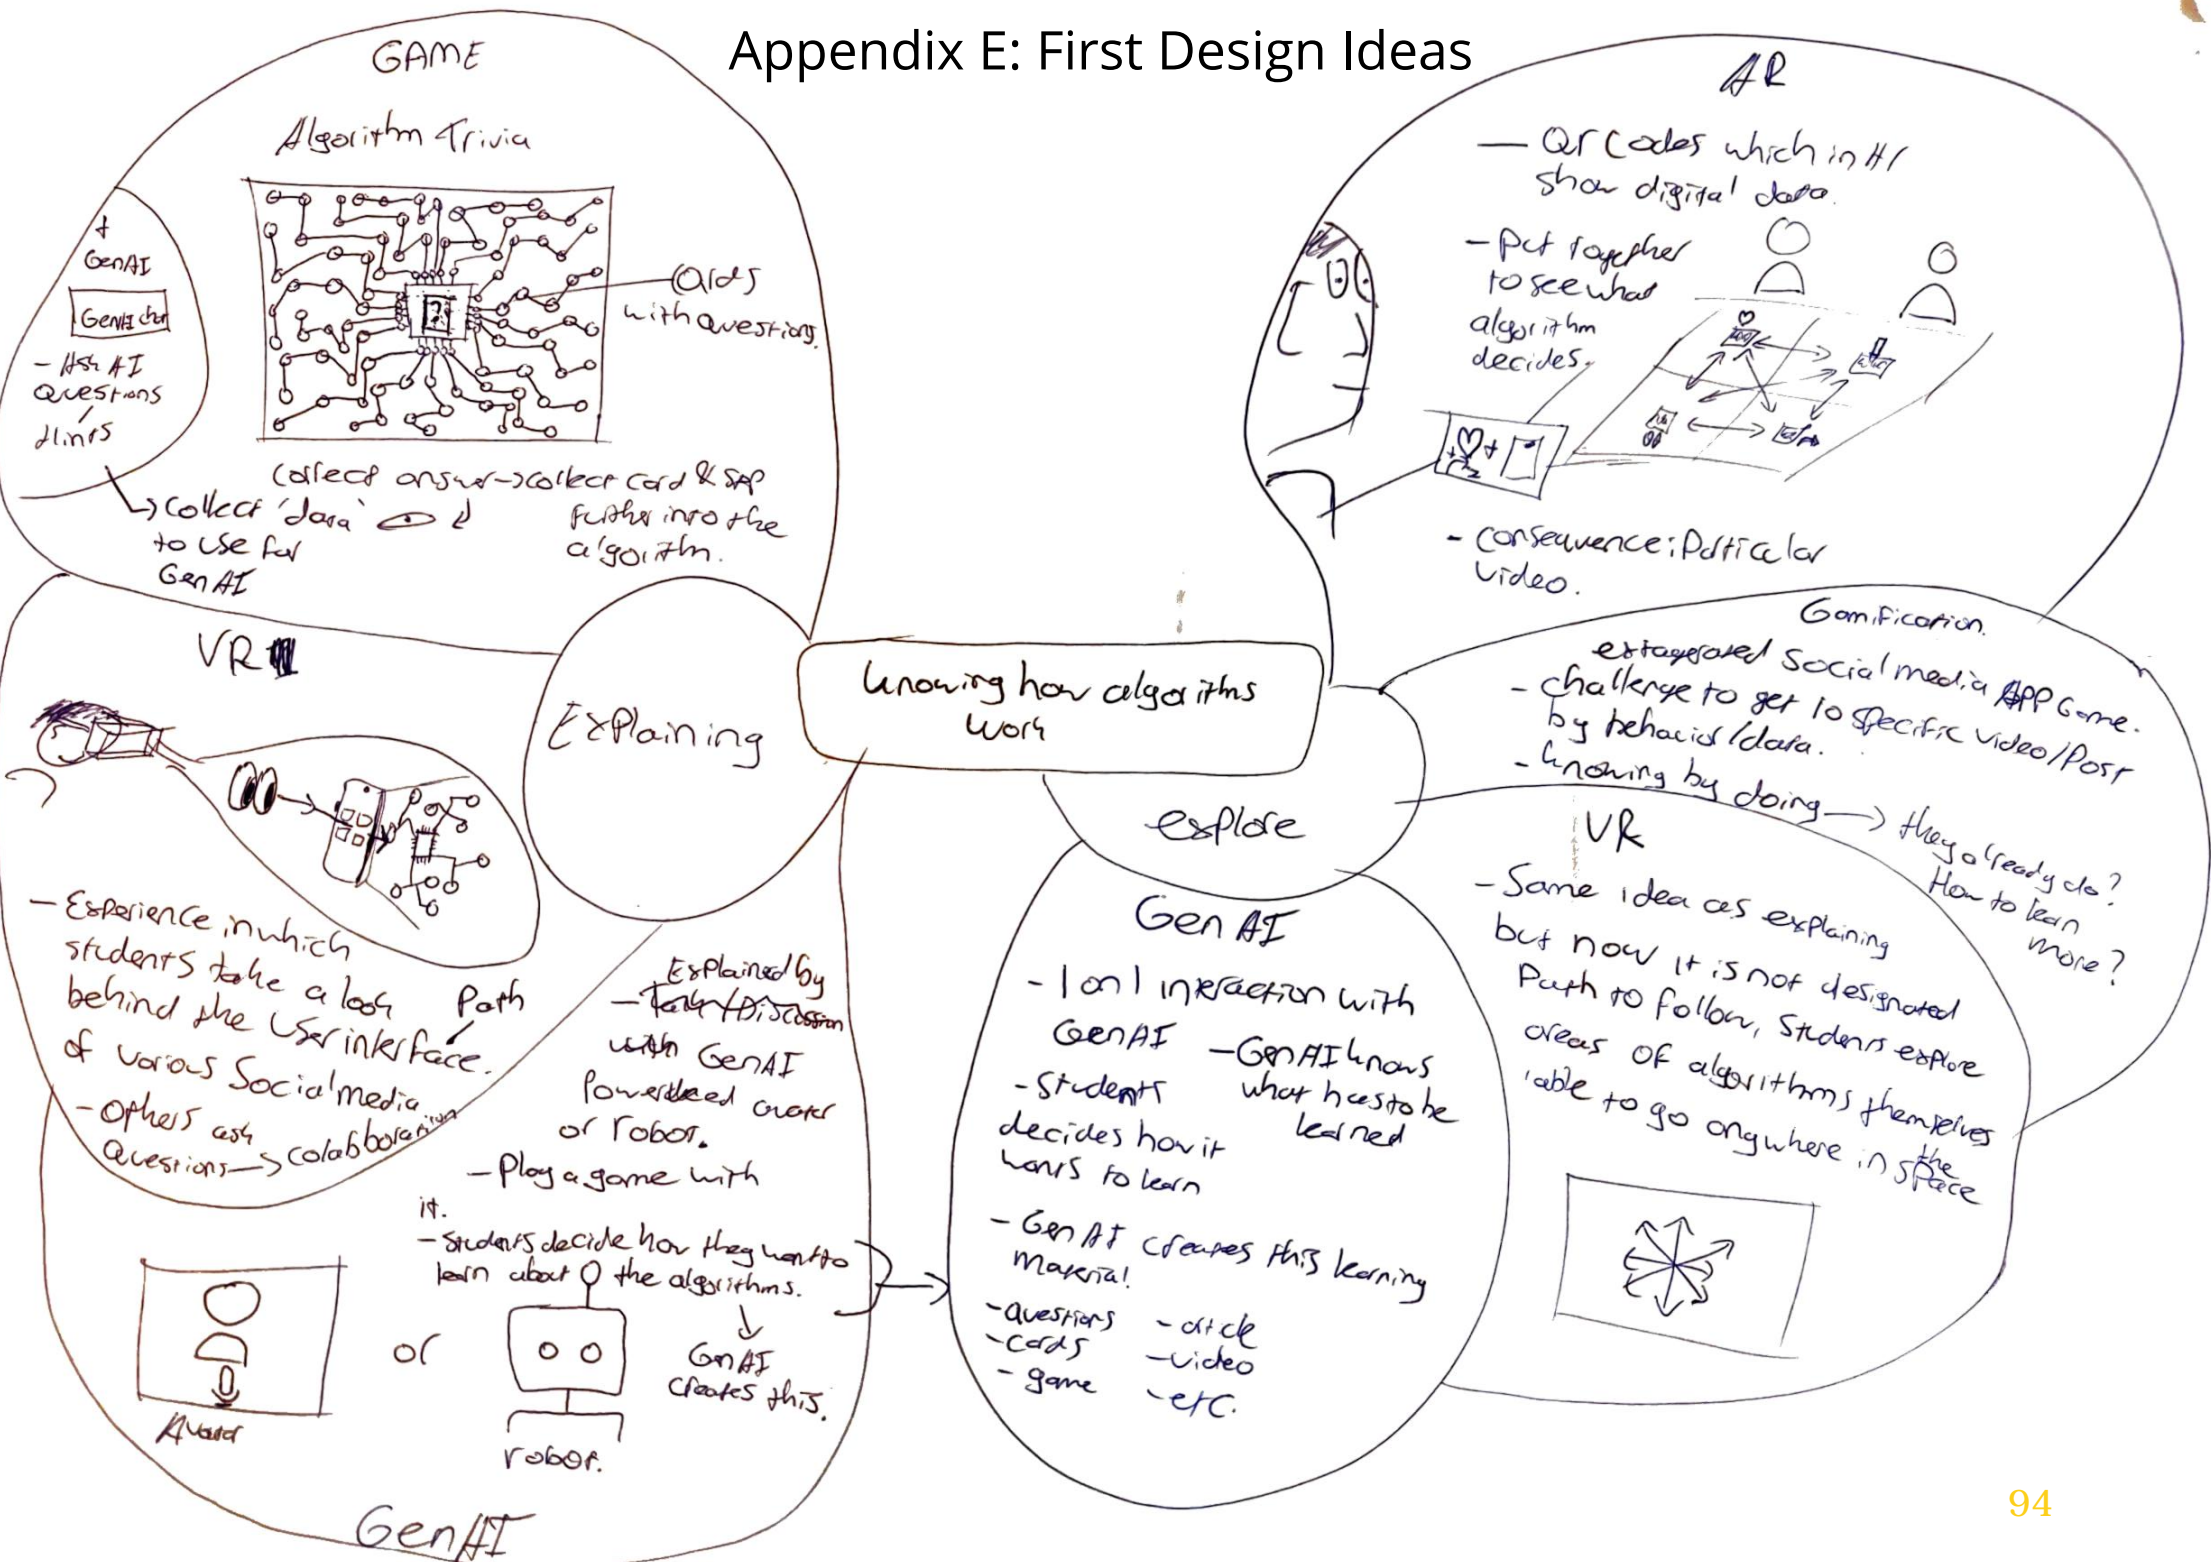 Appendix E: First Design Ideas
GAME
Algorithm Trivia
+
GenAI
GenAI chat
- Ask AI
Questions
/
Hints
Cards
with questions.
Correct answer → collect card & step
further into the
algorithm.
↳ collect 'data'
to use for
GenAI
VR
- Experience in which
students take a look
behind the user interface.
Path
of various Social media
- Others ask
questions → colabboration
Explaining
Knowing how algorithms
work
explore
Explained by
- Talk/Discussion
with GenAI
Powered avatar
or robot.
- Play a game with
it.
- Students decide how they want to
learn about the algorithms.
↓
GenAI
creates this.
or
Avatar
robot.
GenAI
AR
- Qr Codes which in Ar
show digital data.
- Put together
to see what
algorithm
decides.
- consequence: Particular
video.
Gamification.
extagerated Social media APP Game.
- challenge to get to specific video/Post
by behavior/data.
- Knowing by doing → they already do?
How to learn
more?
VR
- Same idea as explaining
but now it is not designated
Path to follow, Students explore
areas of algorithms themselves
able to go anywhere in the
space
Gen AI
- 1 on 1 interaction with
GenAI
- GenAI knows
what has to be
learned
- Students
decides how it
wants to learn
- Gen AI creates this learning
material
- questions
- cards
- game
- video
- etc.
94